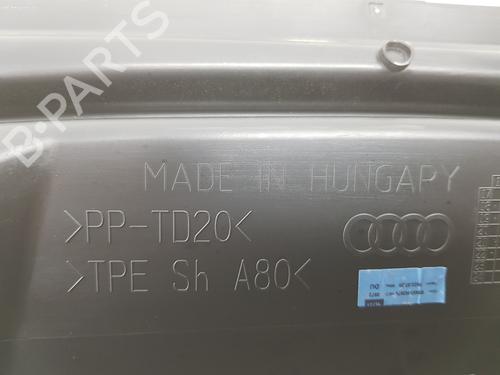 B-PARTS
MADE IN HUNGARY
>PP-TD20<
>TPE Sh A80<